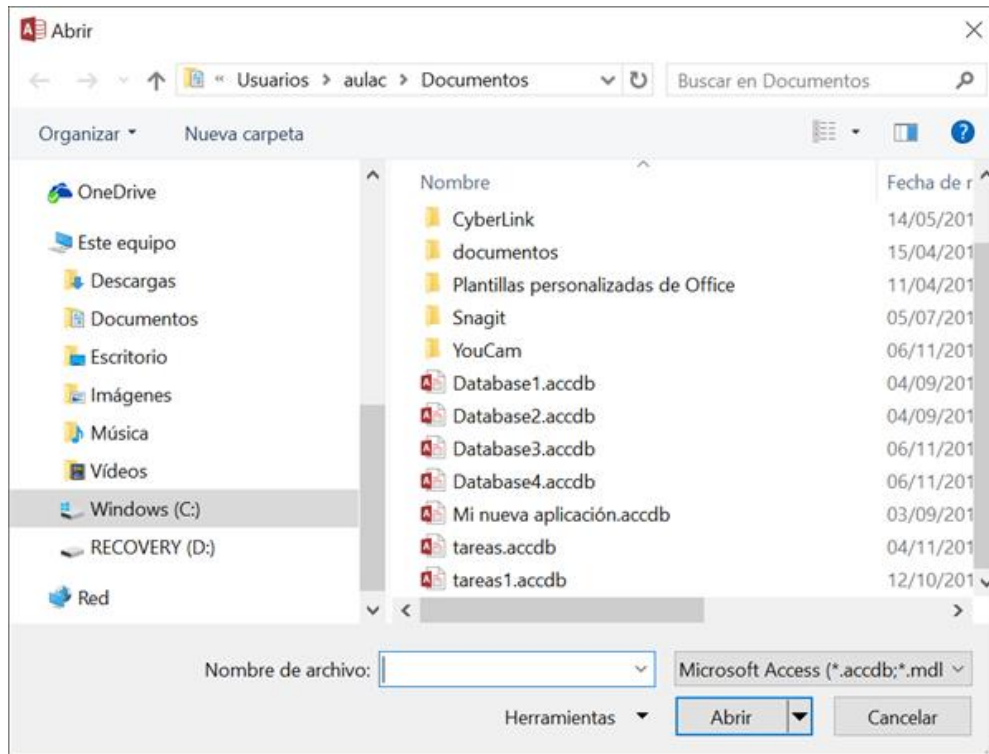 Abrir
« Usuarios > aulac > Documentos
Buscar en Documentos
Organizar
Nueva carpeta
OneDrive
Este equipo
Descargas
Documentos
Escritorio
Imágenes
Música
Vídeos
Windows (C:)
RECOVERY (D:)
Red
Nombre Fecha de r
CyberLink 14/05/201
documentos 15/04/201
Plantillas personalizadas de Office 11/04/201
Snagit 05/07/201
YouCam 06/11/201
Database1.accdb 04/09/201
Database2.accdb 04/09/201
Database3.accdb 06/11/201
Database4.accdb 06/11/201
Mi nueva aplicación.accdb 03/09/201
tareas.accdb 04/11/201
tareas1.accdb 12/10/201
Nombre de archivo:
Microsoft Access (*.accdb;*.mdl
Herramientas
Abrir
Cancelar